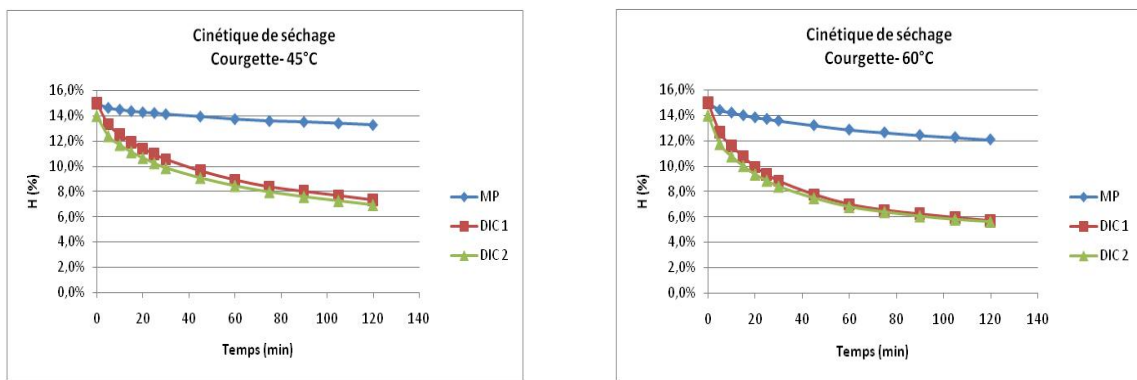 Cinétique de séchage
Courgette- 45°C
H (%)
16,0%
14,0%
12,0%
10,0%
8,0%
6,0%
4,0%
2,0%
0,0%
0 20 40 60 80 100 120 140
Temps (min)
MP
DIC 1
DIC 2
Cinétique de séchage
Courgette- 60°C
H (%)
16,0%
14,0%
12,0%
10,0%
8,0%
6,0%
4,0%
2,0%
0,0%
0 20 40 60 80 100 120 140
Temps (min)
MP
DIC 1
DIC 2